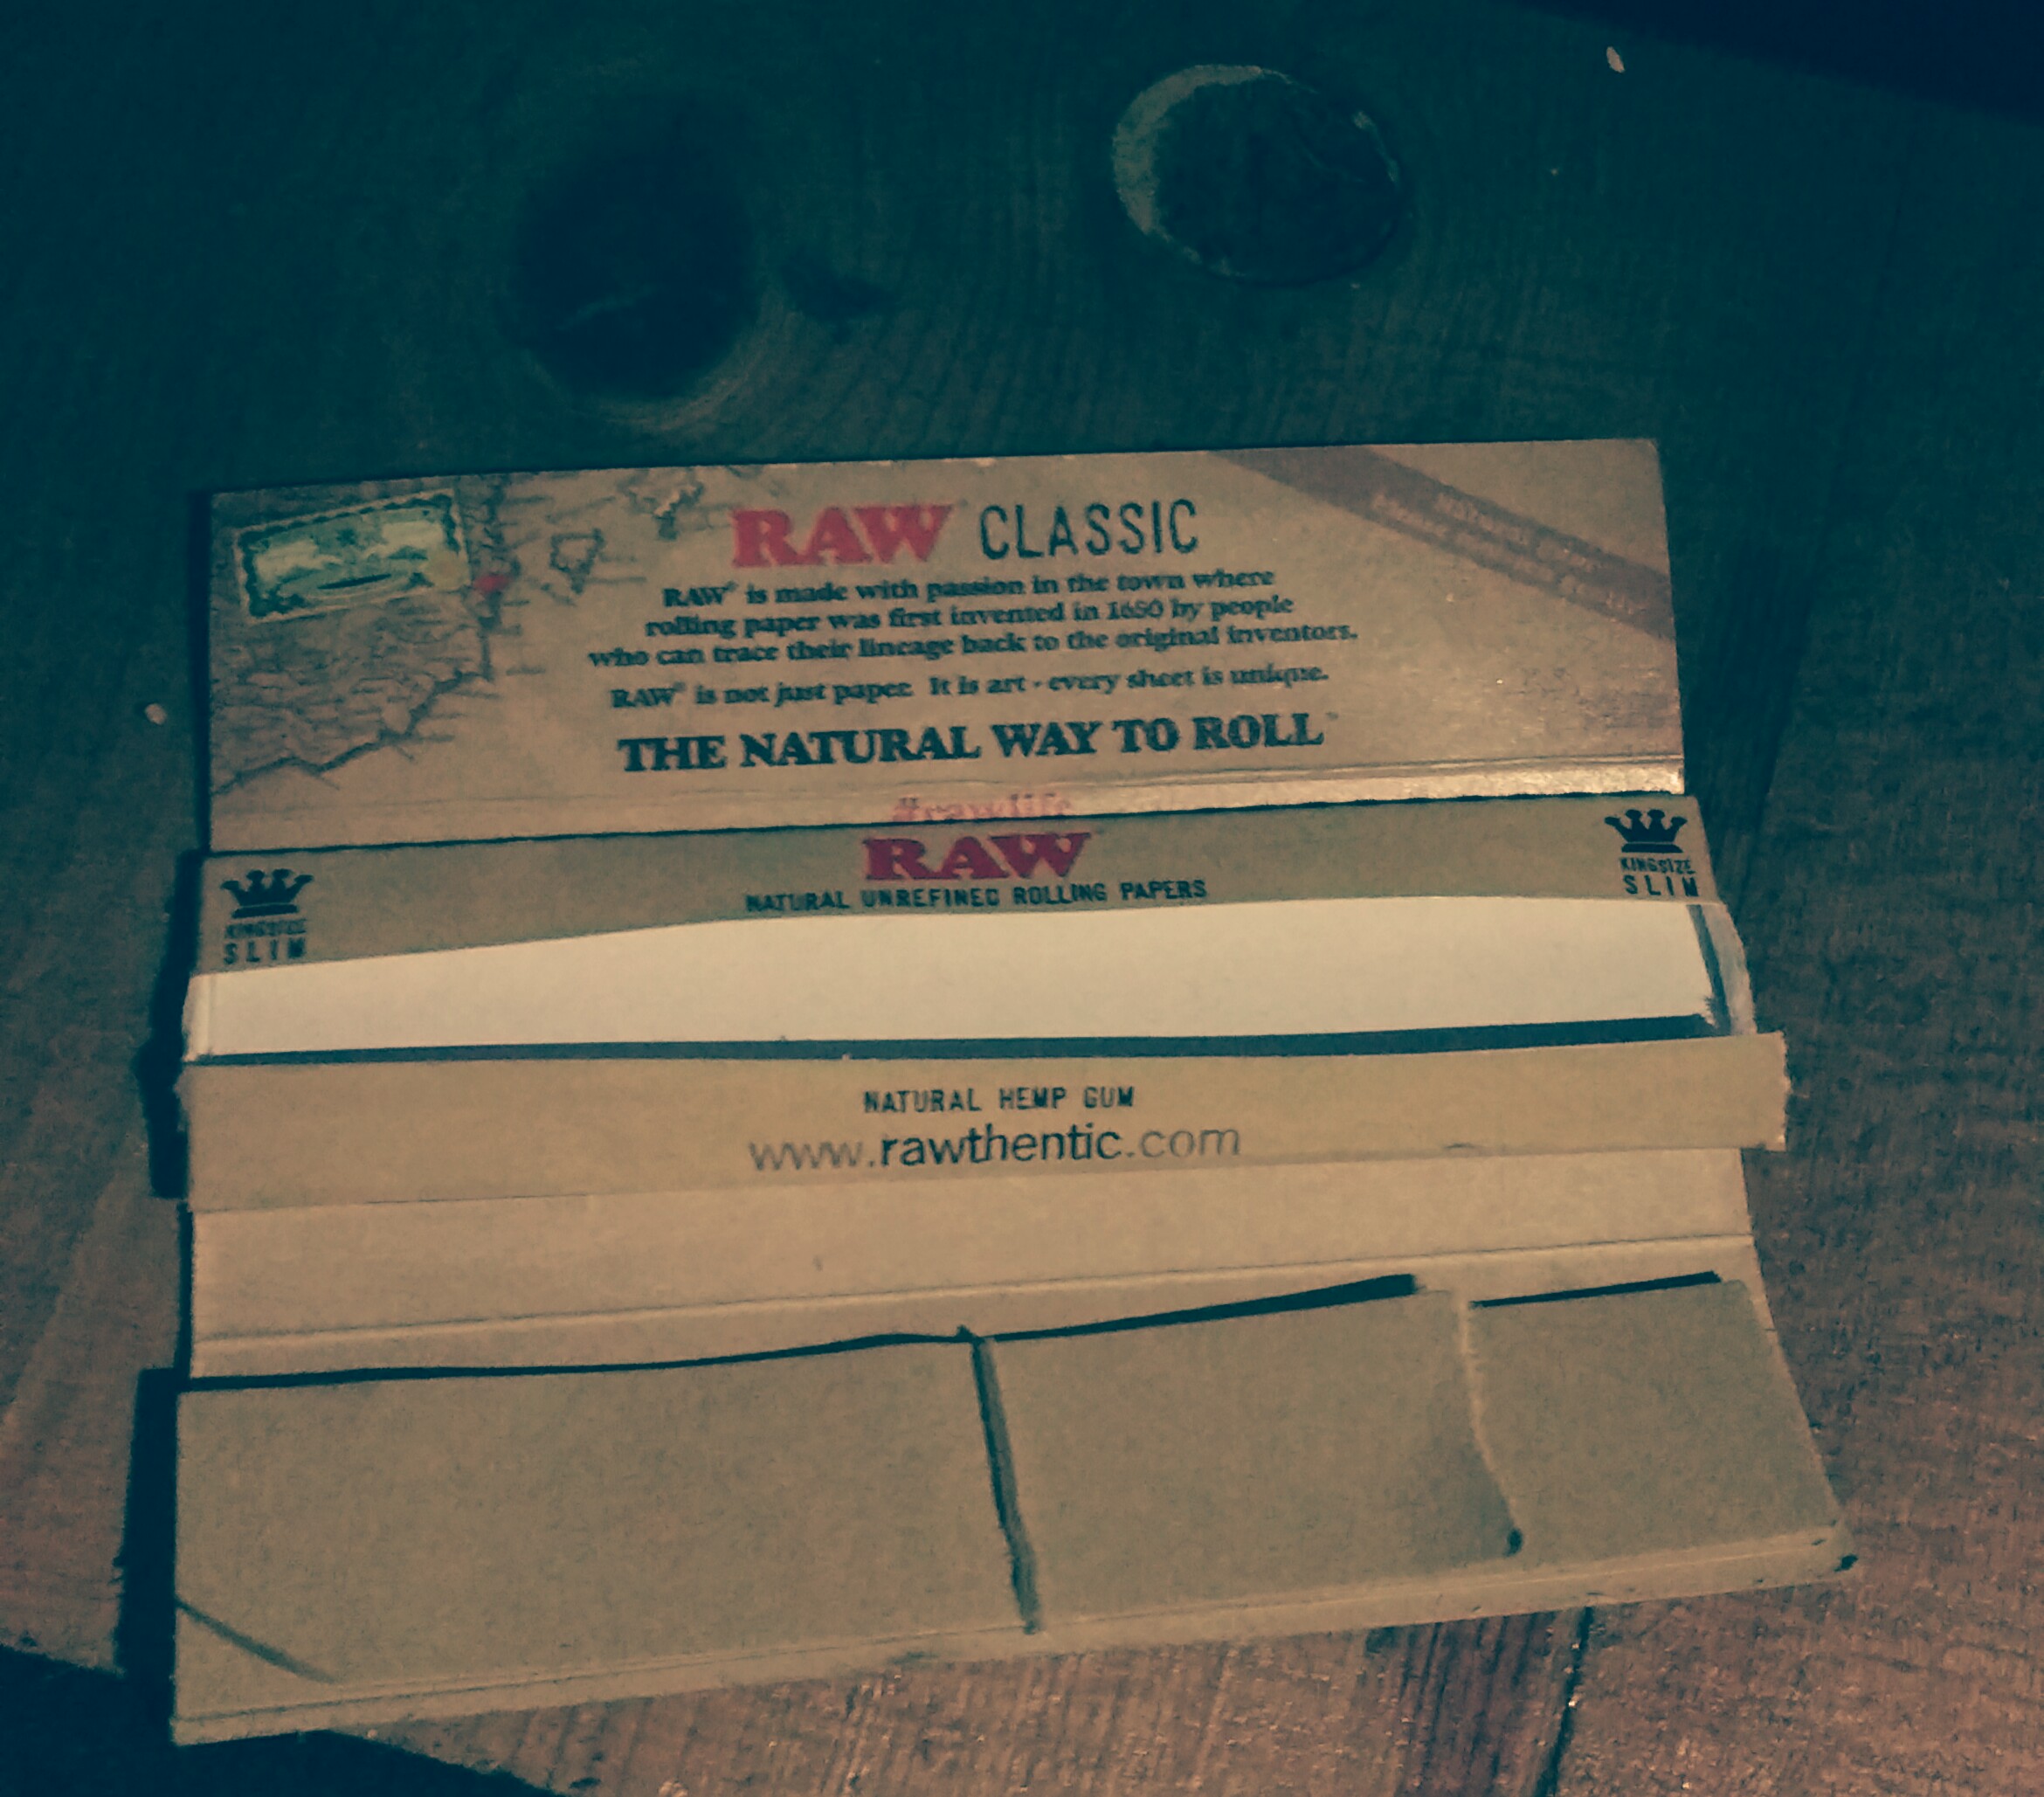 RAW CLASSIC
RAW® is made with passion in the town where
rolling paper was first invented in 1650 by people
who can trace their lineage back to the original inventors.
RAW® is not just paper. It is art - every sheet is unique.
THE NATURAL WAY TO ROLL™
#rawlife
RAW
NATURAL UNREFINED ROLLING PAPERS
KINGSIZE
SLIM
KINGSIZE
SLIM
NATURAL HEMP GUM
www.rawthentic.com